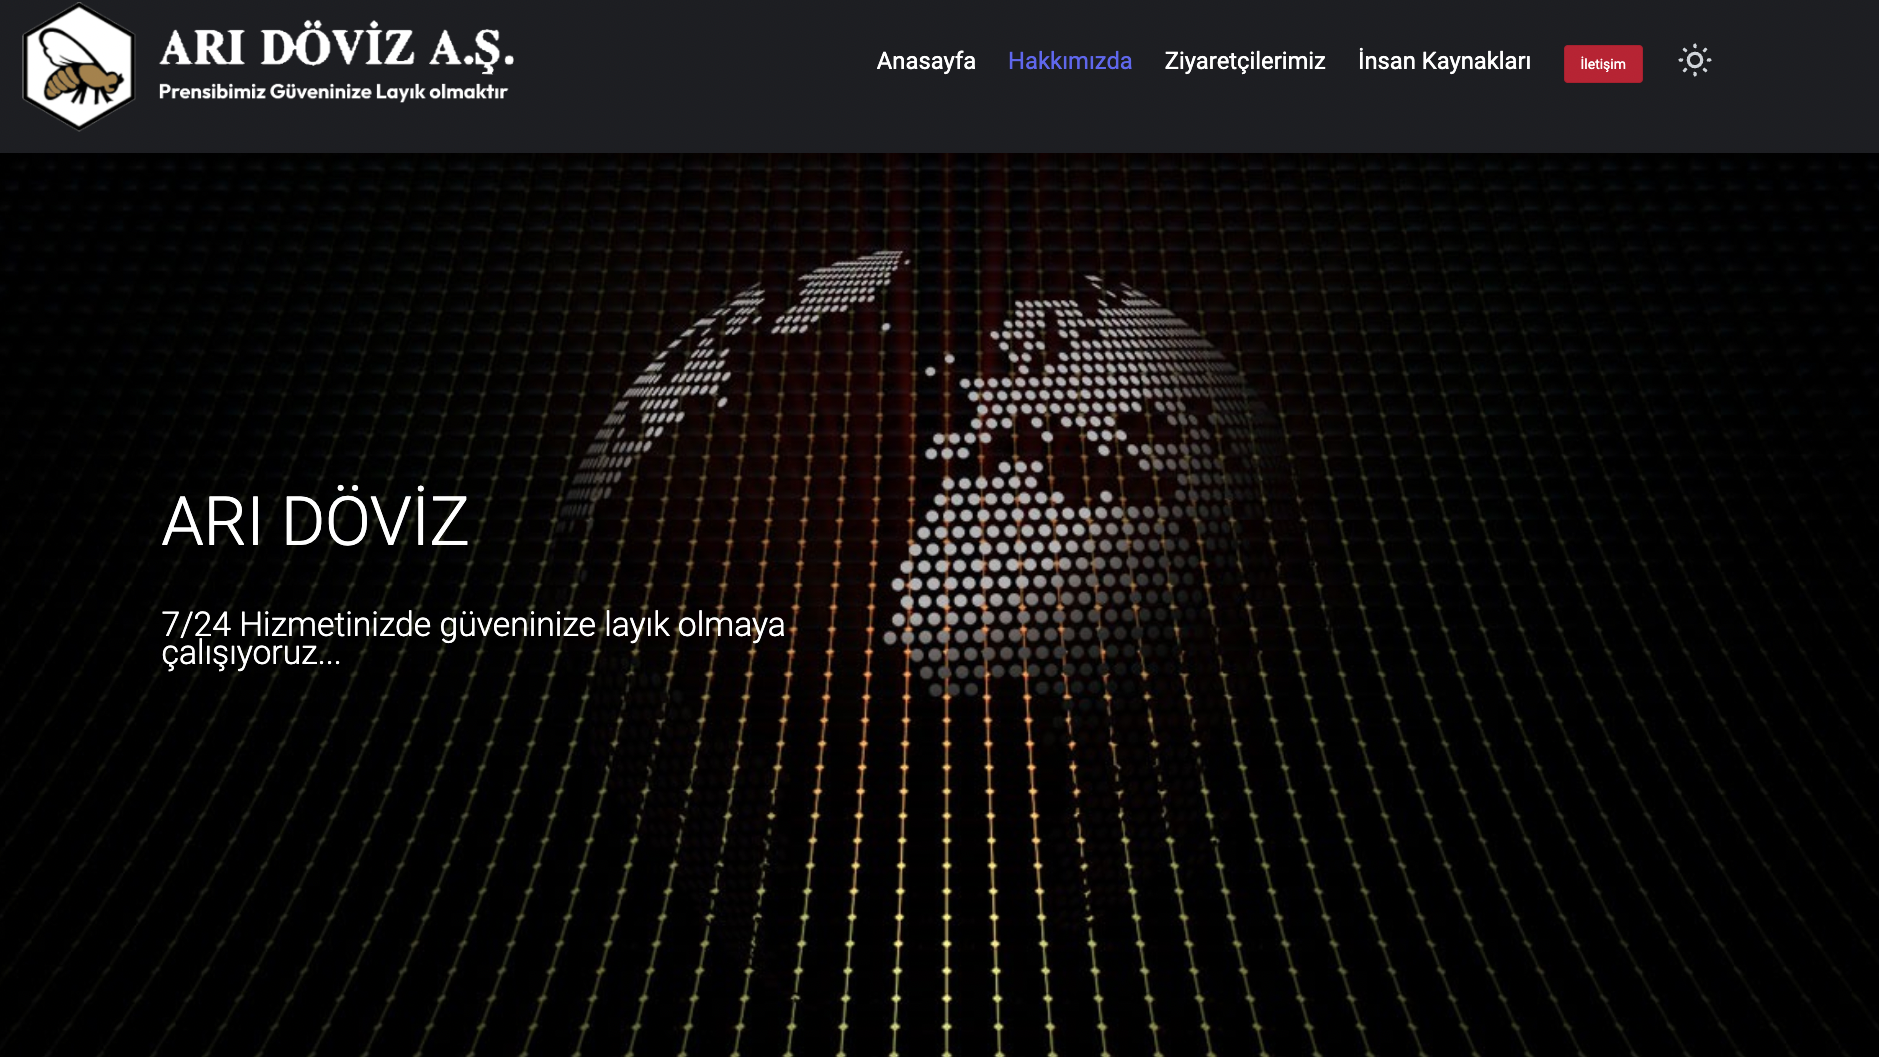 ARI DÖVİZ A.Ş.
Prensibimiz Güveninize Layık olmaktır
Anasayfa
Hakkımızda
Ziyaretçilerimiz
İnsan Kaynakları
İletişim
ARI DÖVİZ
7/24 Hizmetinizde güveninize layık olmaya
çalışıyoruz...